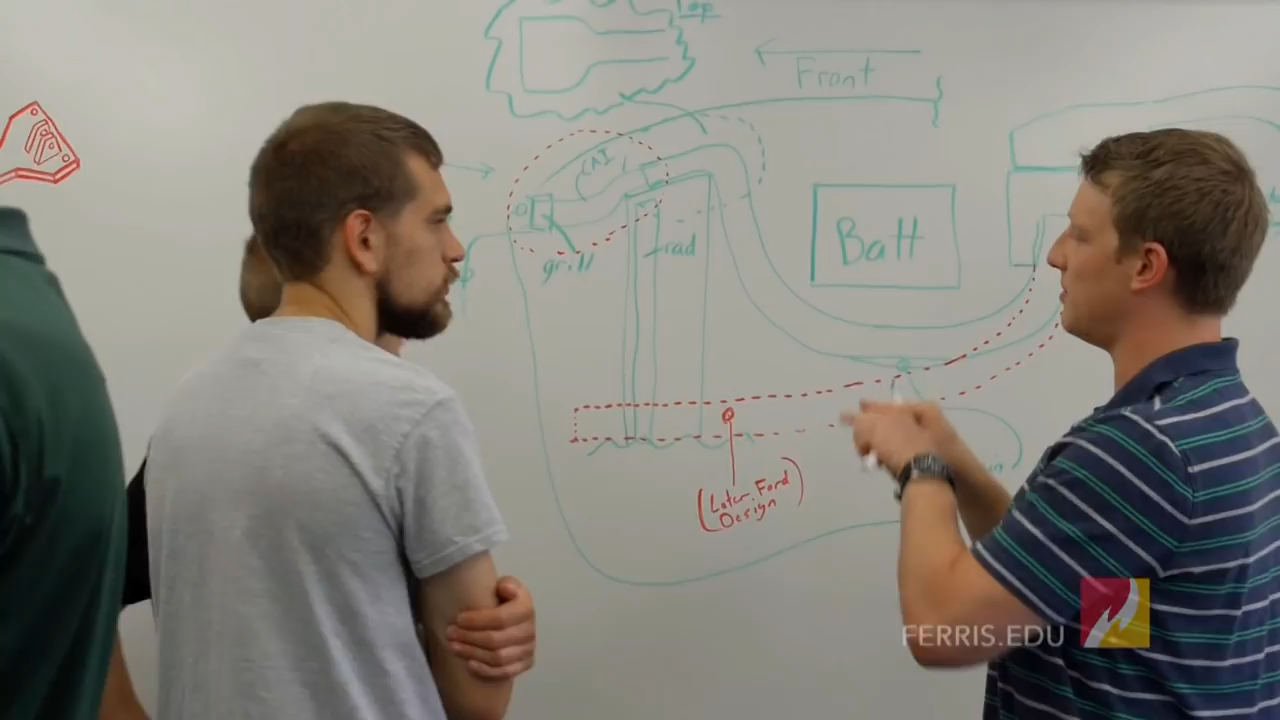 Top
Front
CAI
rad
grill
Batt
(Later Ford
Design)
FERRIS.EDU